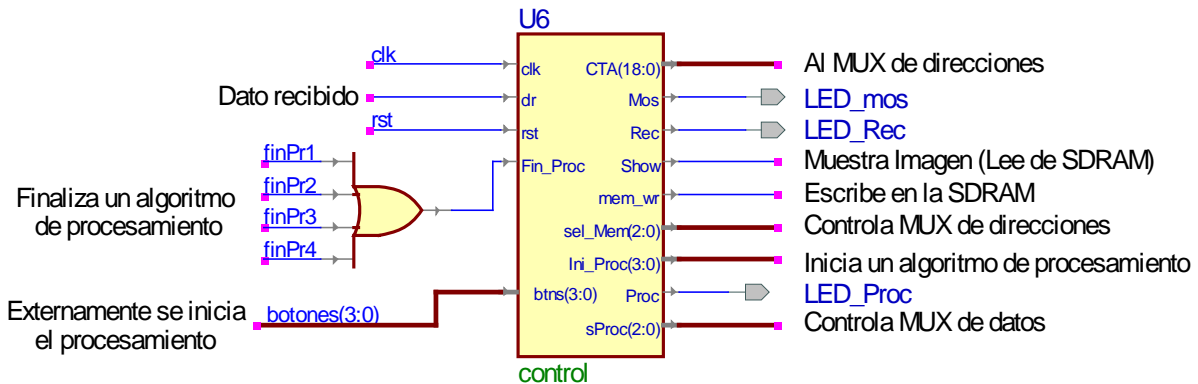 U6
clk
clk
CTA(18:0)
Al MUX de direcciones
Dato recibido
dr
Mos
LED_mos
rst
rst
Rec
LED_Rec
finPr1
Fin_Proc
Show
Muestra Imagen (Lee de SDRAM)
Finaliza un algoritmo
de procesamiento
finPr2
mem_wr
Escribe en la SDRAM
finPr3
sel_Mem(2:0)
Controla MUX de direcciones
finPr4
Ini_Proc(3:0)
Inicia un algoritmo de procesamiento
Externamente se inicia
el procesamiento
botones(3:0)
btns(3:0)
Proc
LED_Proc
sProc(2:0)
Controla MUX de datos
control